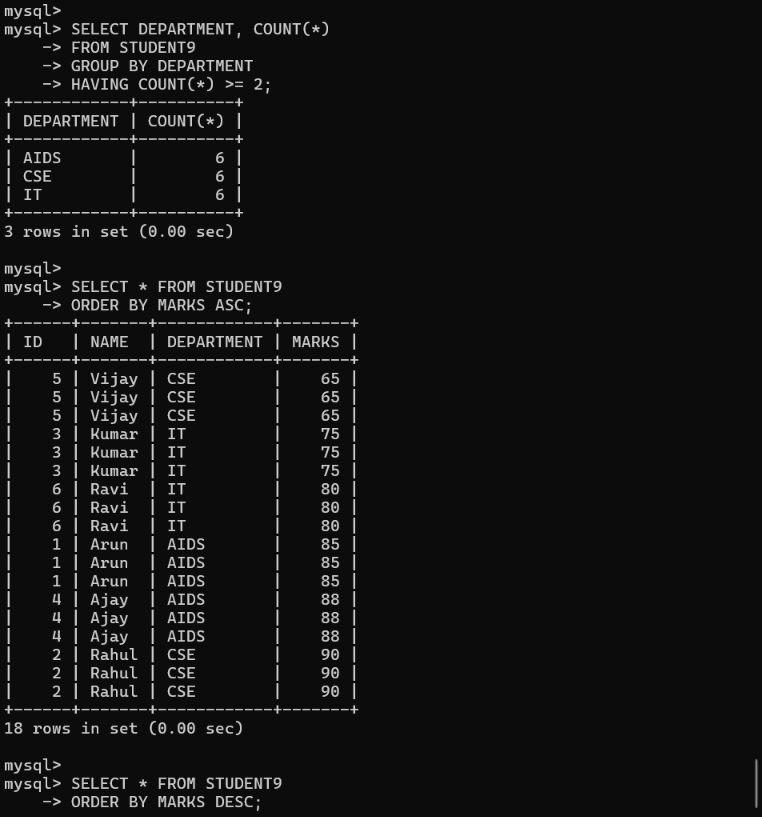 mysql>
mysql> SELECT DEPARTMENT, COUNT(*)
    -> FROM STUDENT9
    -> GROUP BY DEPARTMENT
    -> HAVING COUNT(*) >= 2;
+------------+----------+
| DEPARTMENT | COUNT(*) |
+------------+----------+
| AIDS       |        6 |
| CSE        |        6 |
| IT         |        6 |
+------------+----------+
3 rows in set (0.00 sec)

mysql>
mysql> SELECT * FROM STUDENT9
    -> ORDER BY MARKS ASC;
+------+-------+------------+-------+
| ID   | NAME  | DEPARTMENT | MARKS |
+------+-------+------------+-------+
|    5 | Vijay | CSE        |    65 |
|    5 | Vijay | CSE        |    65 |
|    5 | Vijay | CSE        |    65 |
|    3 | Kumar | IT         |    75 |
|    3 | Kumar | IT         |    75 |
|    3 | Kumar | IT         |    75 |
|    6 | Ravi  | IT         |    80 |
|    6 | Ravi  | IT         |    80 |
|    6 | Ravi  | IT         |    80 |
|    1 | Arun  | AIDS       |    85 |
|    1 | Arun  | AIDS       |    85 |
|    1 | Arun  | AIDS       |    85 |
|    4 | Ajay  | AIDS       |    88 |
|    4 | Ajay  | AIDS       |    88 |
|    4 | Ajay  | AIDS       |    88 |
|    2 | Rahul | CSE        |    90 |
|    2 | Rahul | CSE        |    90 |
|    2 | Rahul | CSE        |    90 |
+------+-------+------------+-------+
18 rows in set (0.00 sec)

mysql>
mysql> SELECT * FROM STUDENT9
    -> ORDER BY MARKS DESC;